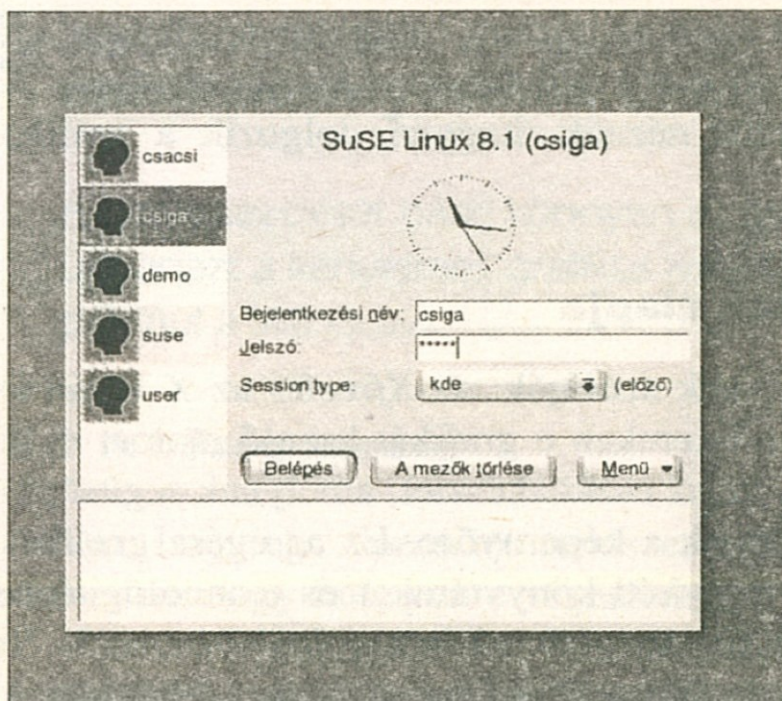 SuSE Linux 8.1 (csiga)
csacsi
csiga
demo
suse
user
Bejelentkezési név: csiga
Jelszó: *****
Session type: kde (előző)
Belépés
A mezők törlése
Menü